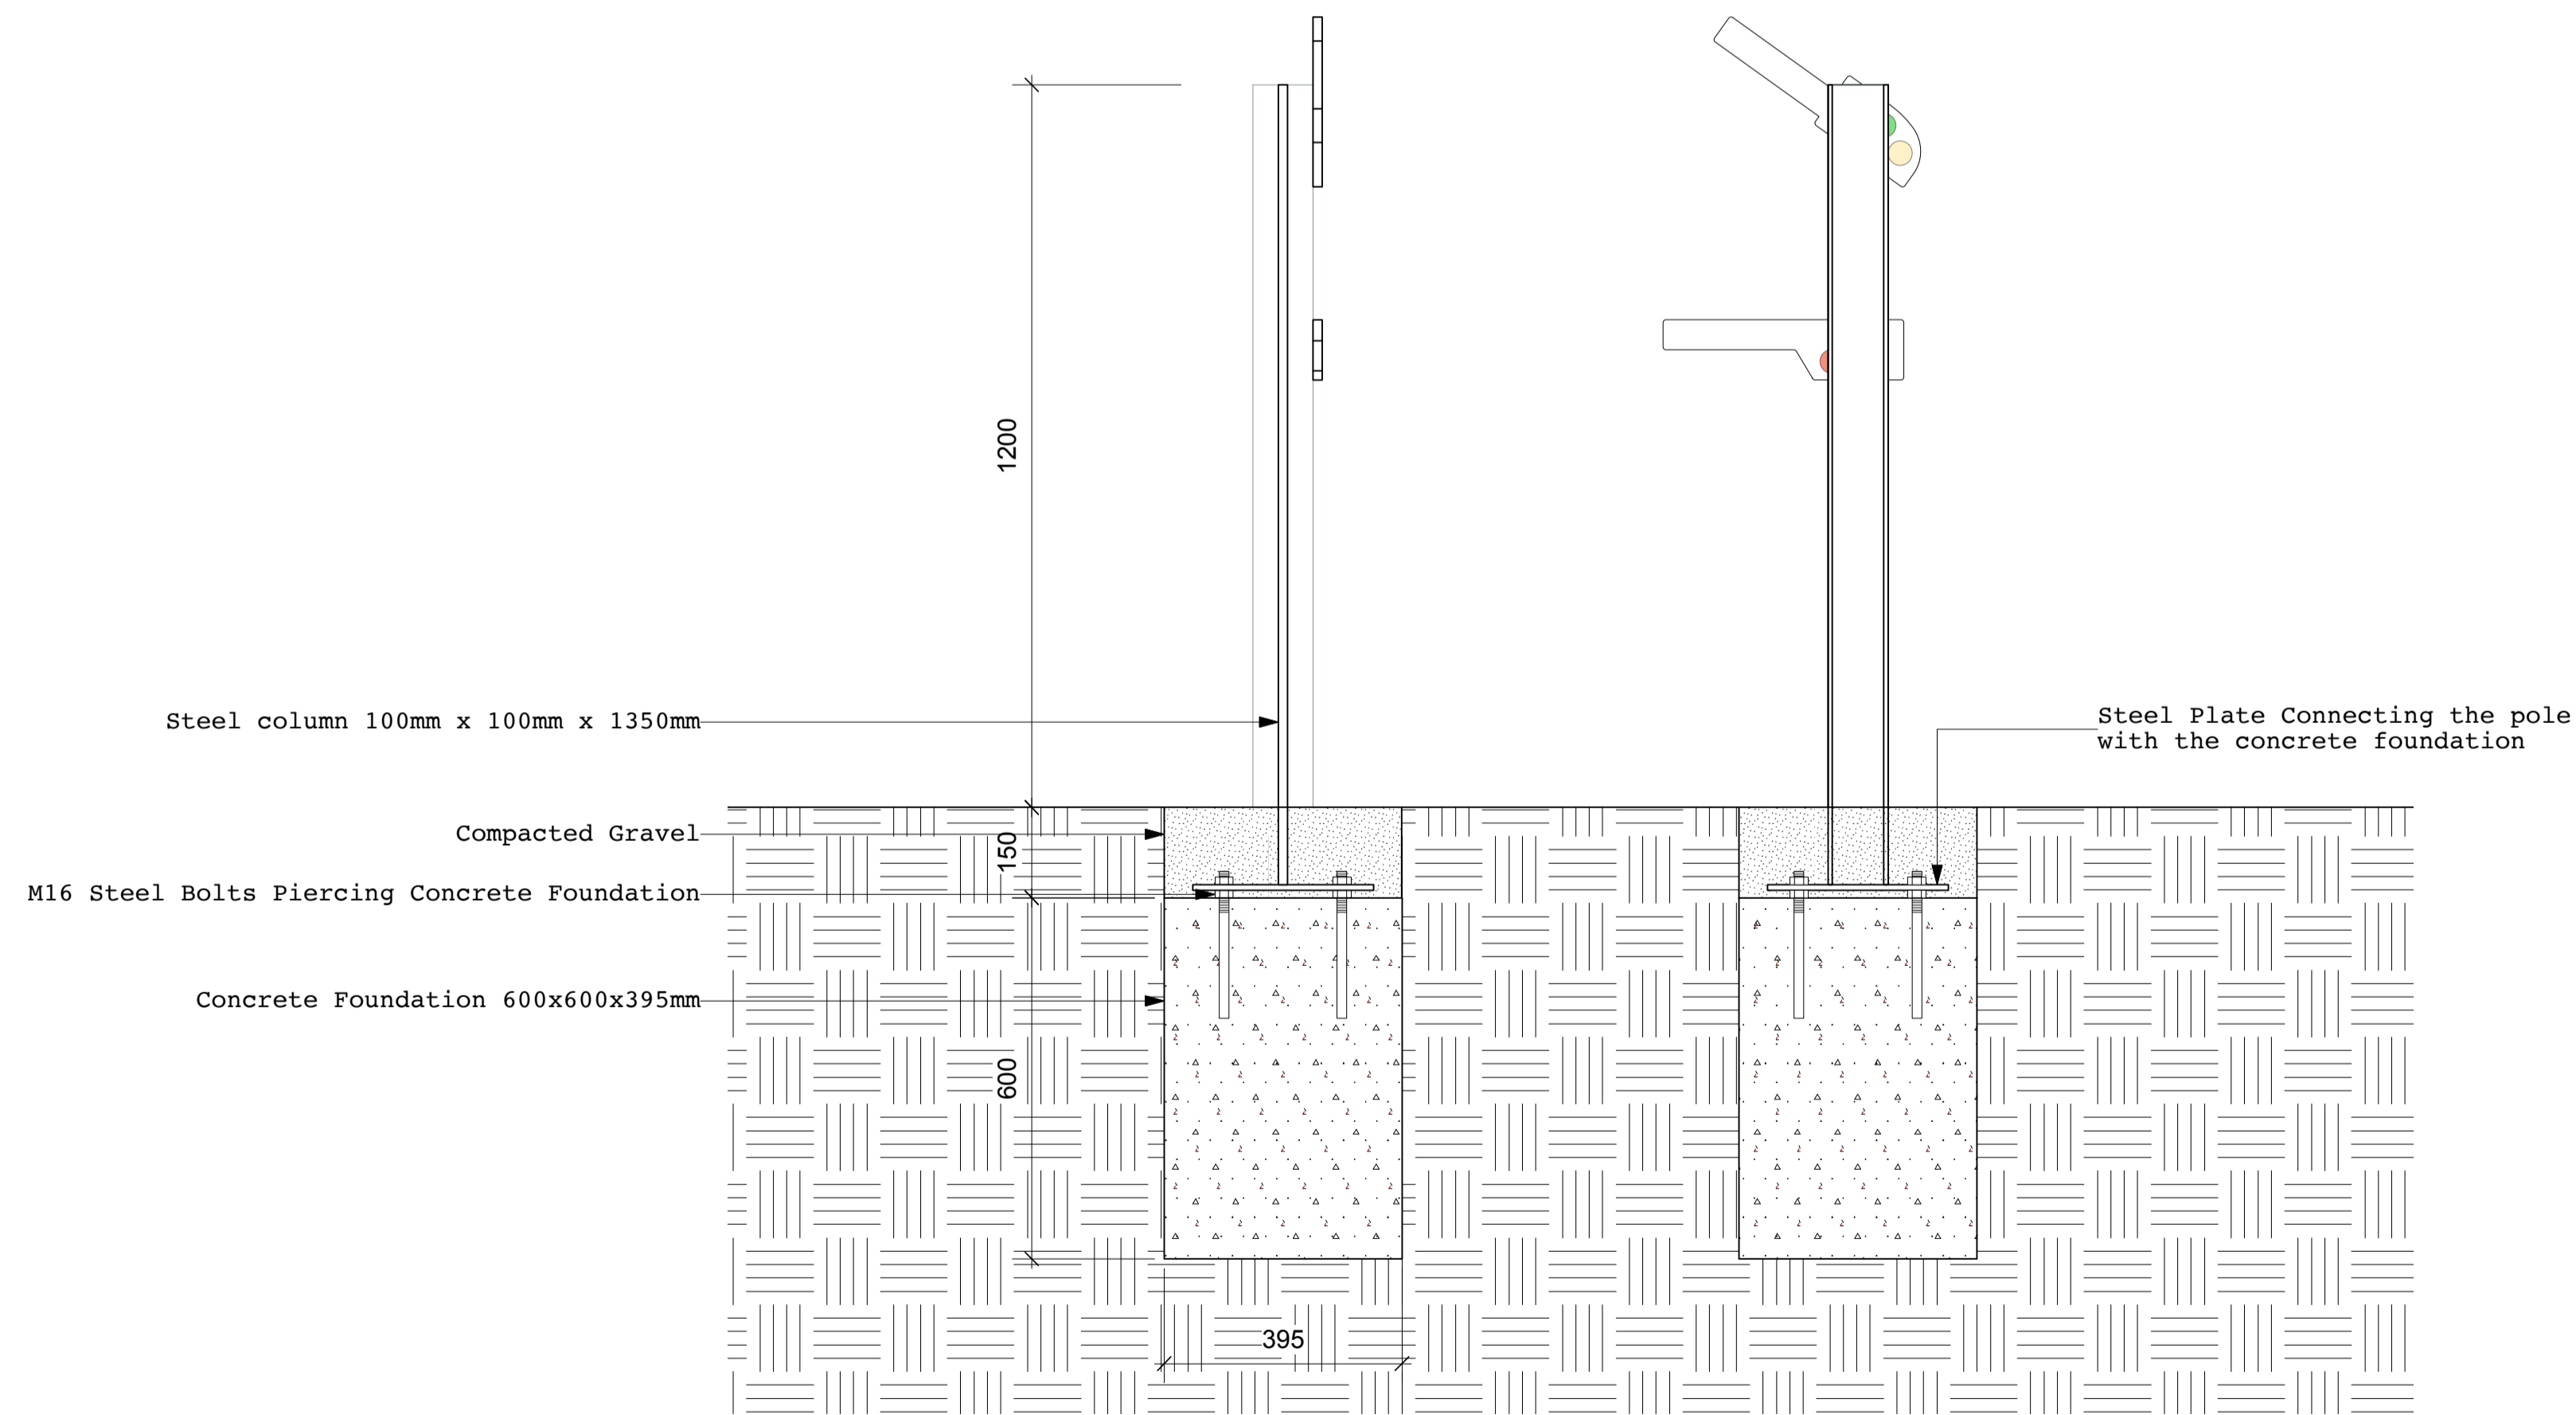 1200
Steel column 100mm x 100mm x 1350mm
Steel Plate Connecting the pole
with the concrete foundation
Compacted Gravel
150
M16 Steel Bolts Piercing Concrete Foundation
Concrete Foundation 600x600x395mm
600
395